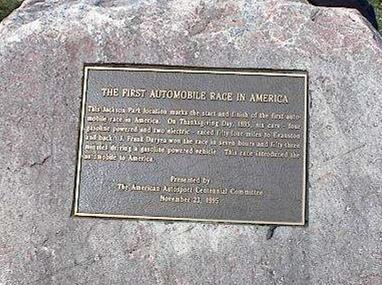 THE FIRST AUTOMOBILE RACE IN AMERICA
This Jackson Park location marks the start and finish of the first auto-
mobile race in America. On Thanksgiving Day, 1895, six cars - four
gasoline powered and two electric - raced fifty four miles to Evanston
and back. J. Frank Duryea won the race in seven hours and fifty three
minutes driving a gasoline powered vehicle. This race introduced the
automobile to America.
Presented by
The American Autosport Centennial Committee
November 23, 1995